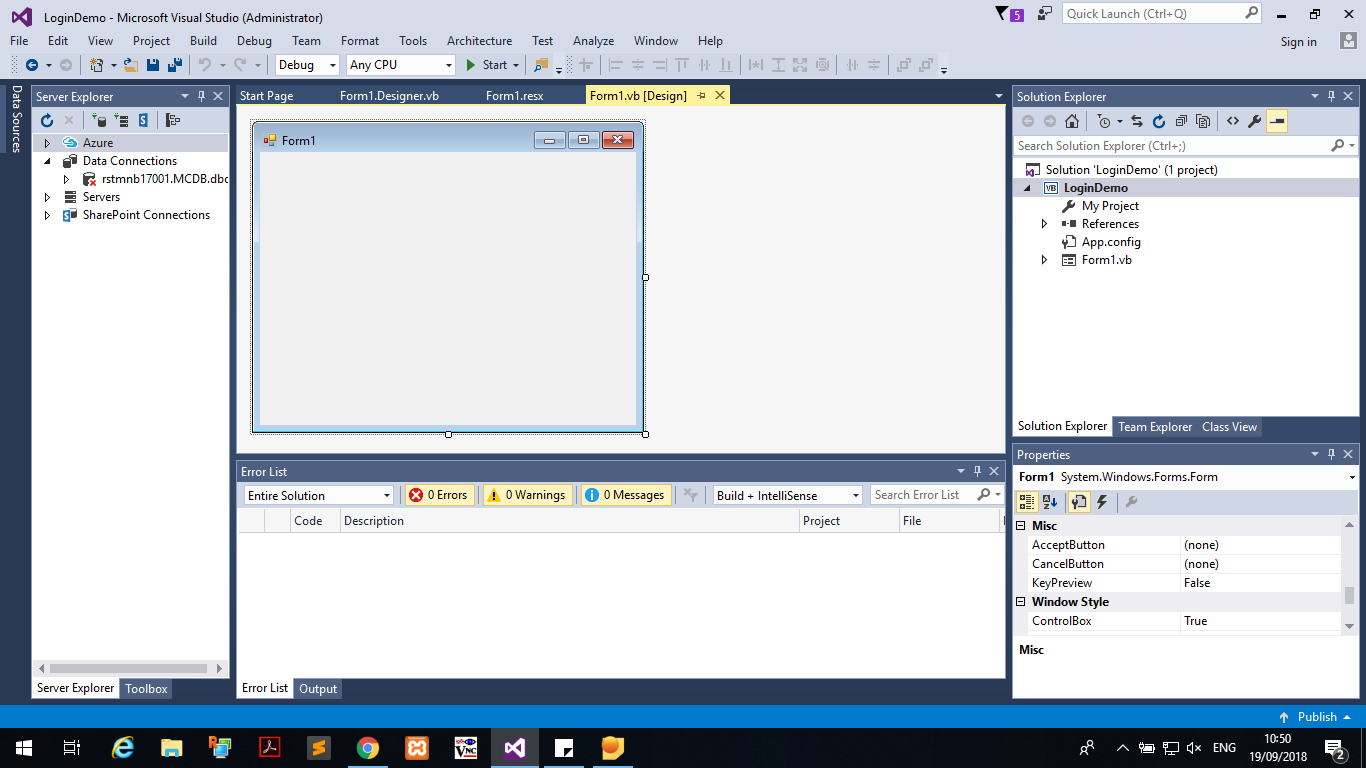 LoginDemo - Microsoft Visual Studio (Administrator)
5
Quick Launch (Ctrl+Q)
File Edit View Project Build Debug Team Format Tools Architecture Test Analyze Window Help
Sign in
Debug Any CPU Start
Data Sources
Server Explorer
Azure
Data Connections
rstmnb17001.MCDB.dbo
Servers
SharePoint Connections
Server Explorer Toolbox
Start Page Form1.Designer.vb Form1.resx Form1.vb [Design]
Form1
Error List
Entire Solution 0 Errors 0 Warnings 0 Messages Build + IntelliSense Search Error List
Code Description Project File
Error List Output
Solution Explorer
Search Solution Explorer (Ctrl+;)
Solution 'LoginDemo' (1 project)
VB LoginDemo
My Project
References
App.config
Form1.vb
Solution Explorer Team Explorer Class View
Properties
Form1 System.Windows.Forms.Form
Misc
AcceptButton (none)
CancelButton (none)
KeyPreview False
Window Style
ControlBox True
Misc
Publish
ENG
10:50
19/09/2018
2